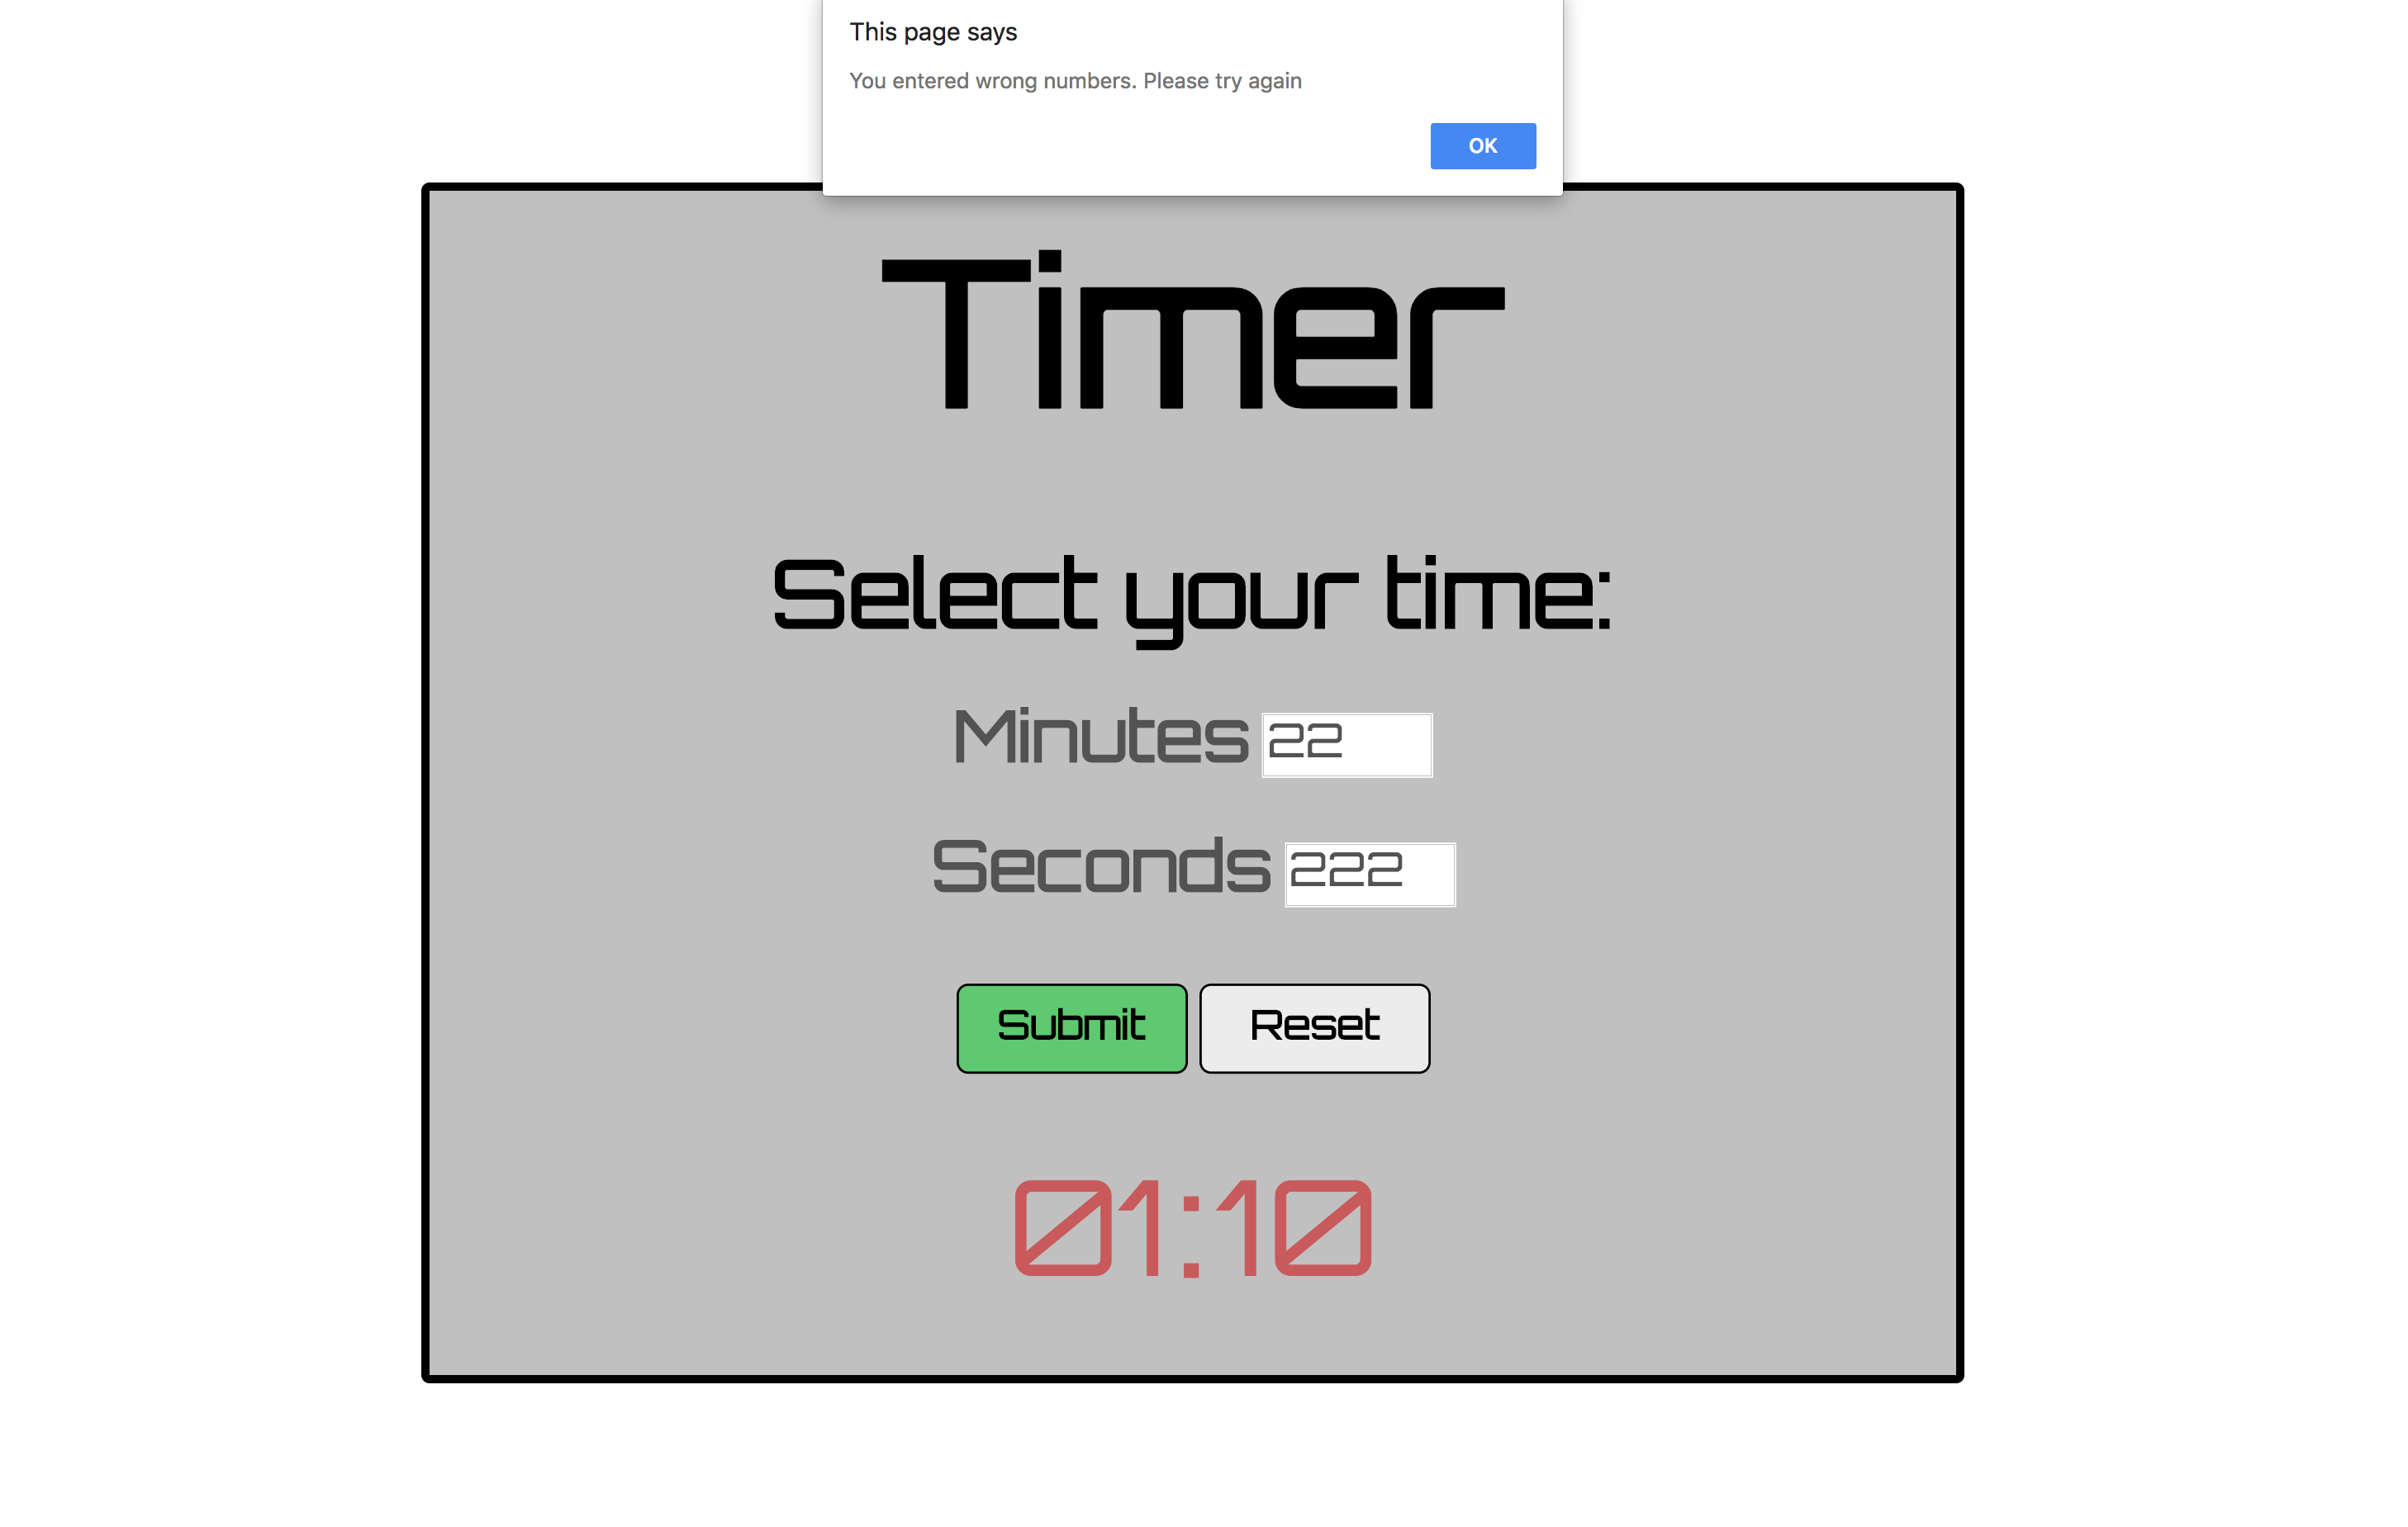 This page says
You entered wrong numbers. Please try again
OK
Timer
Select your time:
Minutes 22
Seconds 222
Submit Reset
01:10